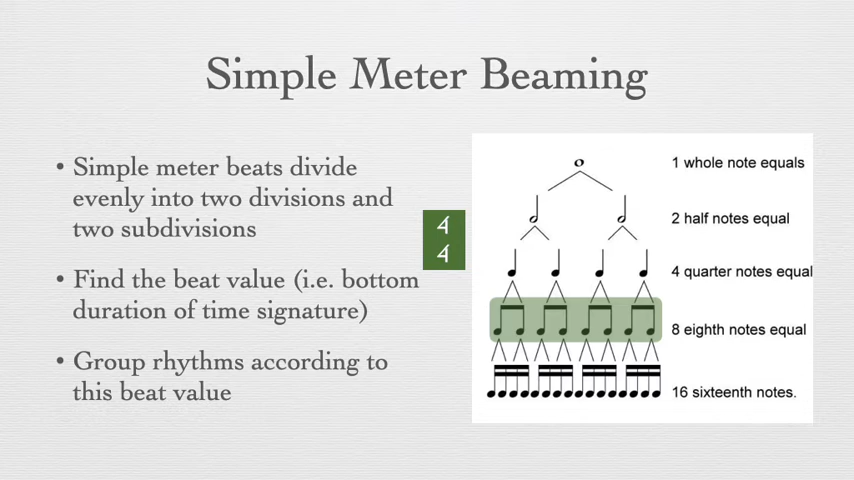 Simple Meter Beaming
• Simple meter beats divide
evenly into two divisions and
two subdivisions
• Find the beat value (i.e. bottom
duration of time signature)
• Group rhythms according to
this beat value
4
4
1 whole note equals
2 half notes equal
4 quarter notes equal
8 eighth notes equal
16 sixteenth notes.